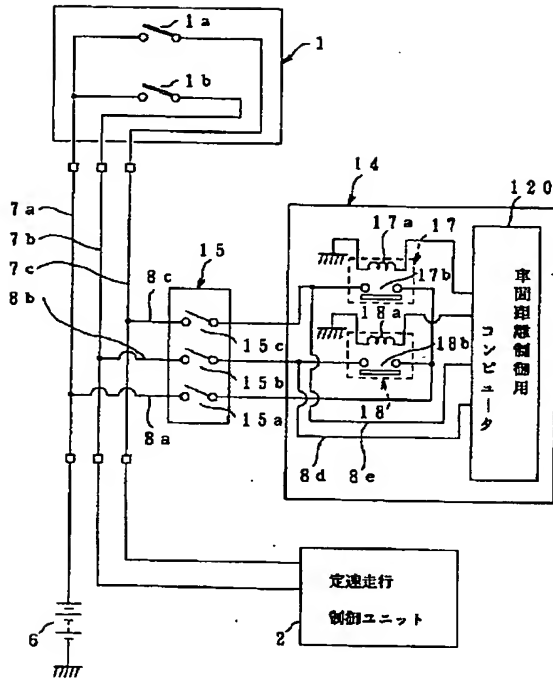 1a
1
1b
14
120
7a
17a
17
7b
17b
7c
8c
15
18a
8b
15c
18b
15b
18
15a
8a
8d
8e
車間距離制御用
コンピュータ
定速走行
制御ユニット
6
2